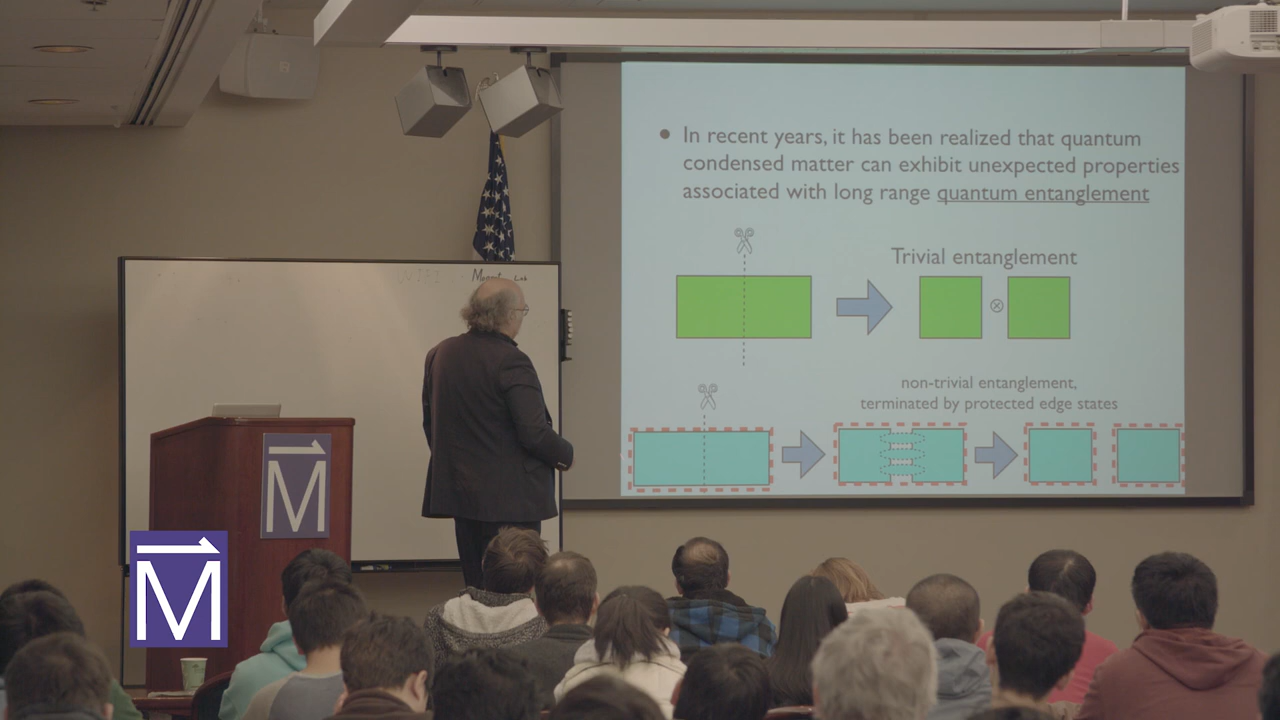 In recent years, it has been realized that quantum
condensed matter can exhibit unexpected properties
associated with long range quantum entanglement
Trivial entanglement
non-trivial entanglement,
terminated by protected edge states
M
M